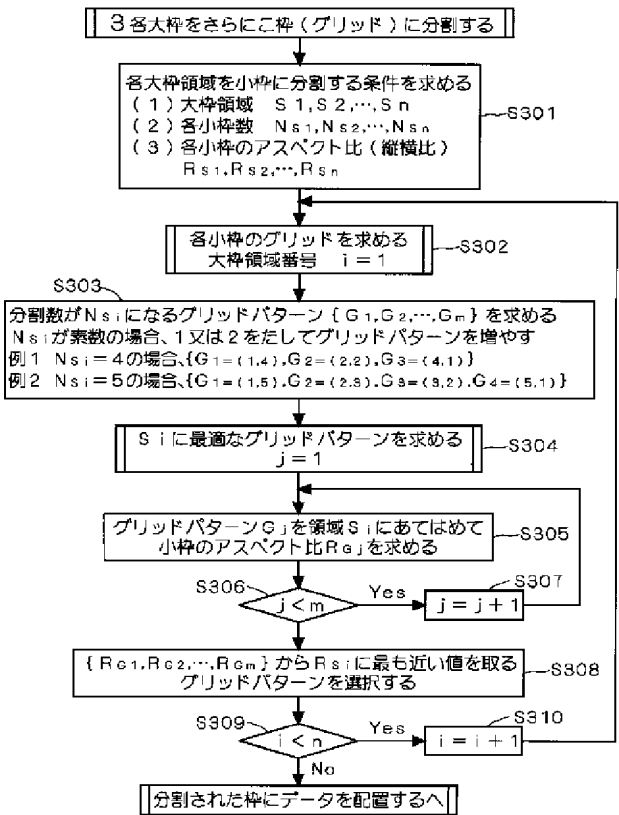 3 各大枠をさらにこ枠(グリッド)に分割する
各大枠領域を小枠に分割する条件を求める
(1)大枠領域 S1,S2,…,Sn
(2)各小枠数 Ns1,Ns2,…,Nsn
(3)各小枠のアスペクト比(縦横比)
Rs1,Rs2,…,Rsn
S301
各小枠のグリッドを求める
大枠領域番号 i=1
S302
S303
分割数がNsiになるグリッドパターン{G1,G2,…,Gm}を求める
Nsiが素数の場合、1又は2をたしてグリッドパターンを増やす
例1 Nsi=4の場合、{G1=(1,4),G2=(2,2),G3=(4,1)}
例2 Nsi=5の場合、{G1=(1,5),G2=(2,3),G3=(3,2),G4=(5,1)}
Siに最適なグリッドパターンを求める
j=1
S304
グリッドパターンGjを領域Siにあてはめて
小枠のアスペクト比RGjを求める
S305
S306
j<m
Yes
S307
j=j+1
{RG1,RG2,…,RGm}からRsiに最も近い値を取る
グリッドパターンを選択する
S308
S309
i<n
Yes
S310
i=i+1
No
分割された枠にデータを配置するへ